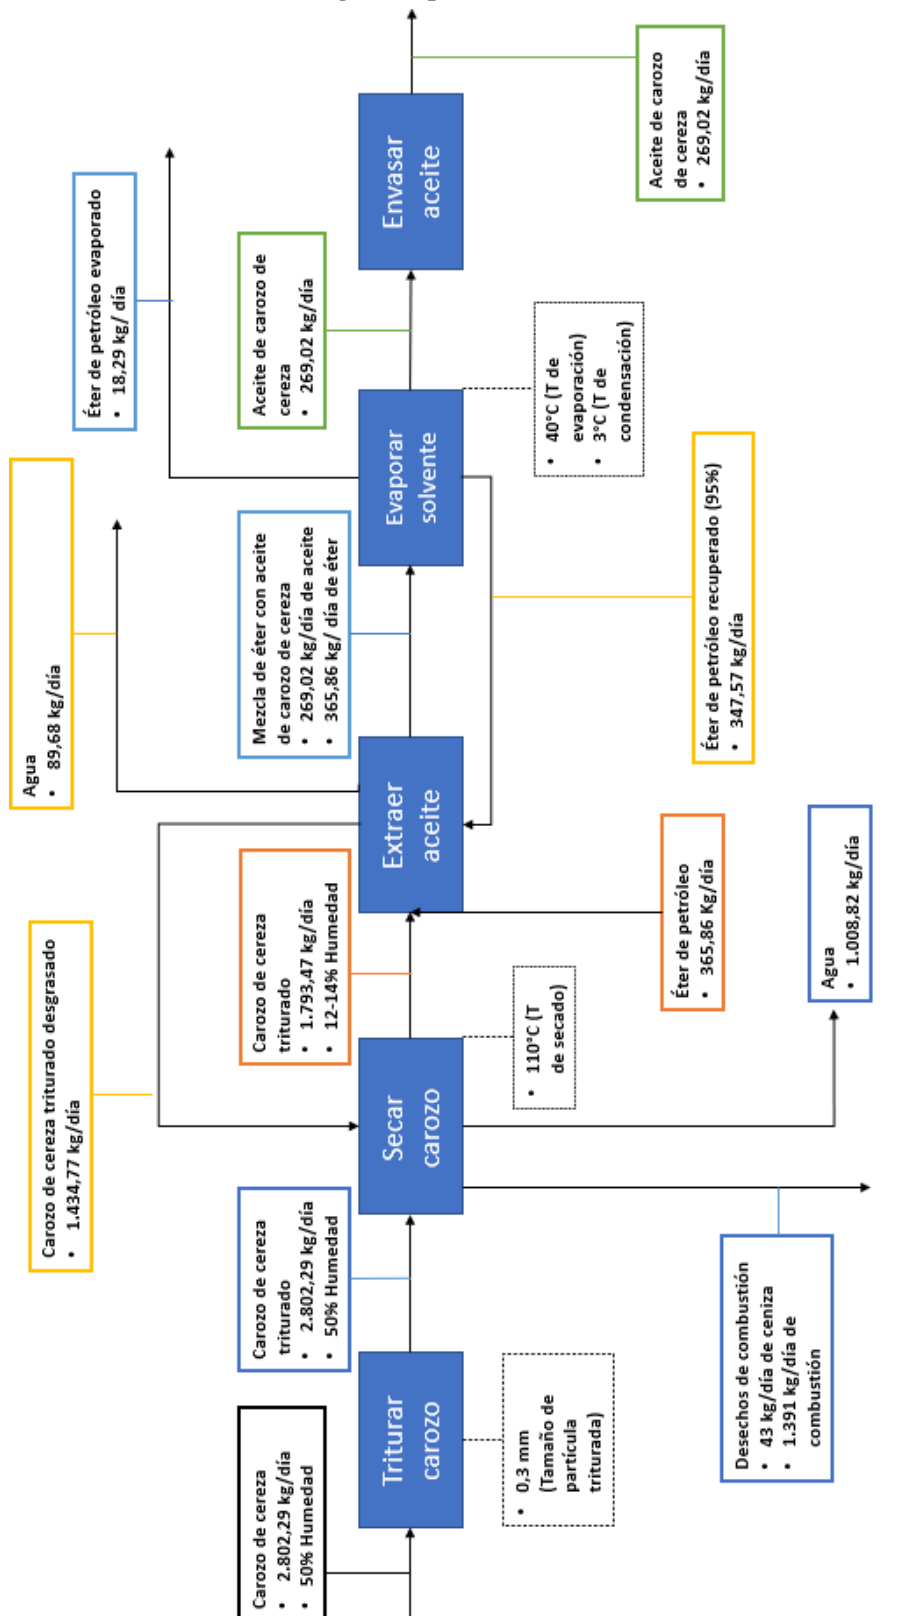 Carozo de cereza
• 2.802,29 kg/día
• 50% Humedad
Triturar
carozo
• 0,3 mm
(Tamaño de
partícula
triturada)
Carozo de cereza
triturado
• 2.802,29 kg/día
• 50% Humedad
Secar
carozo
• 110°C (T
de secado)
Desechos de combustión
• 43 kg/día de ceniza
• 1.391 kg/día de
combustión
Agua
• 1.008,82 kg/día
Carozo de cereza triturado desgrasado
• 1.434,77 kg/día
Carozo de cereza
triturado
• 1.793,47 kg/día
• 12-14% Humedad
Éter de petróleo
• 365,86 Kg/día
Extraer
aceite
Agua
• 89,68 kg/día
Mezcla de éter con aceite
de carozo de cereza
• 269,02 kg/día de aceite
• 365,86 kg/ día de éter
Evaporar
solvente
• 40°C (T de
evaporación)
• 3°C (T de
condensación)
Éter de petróleo recuperado (95%)
• 347,57 kg/día
Éter de petróleo evaporado
• 18,29 kg/ día
Aceite de carozo de
cereza
• 269,02 kg/día
Envasar
aceite
Aceite de carozo
de cereza
• 269,02 kg/día